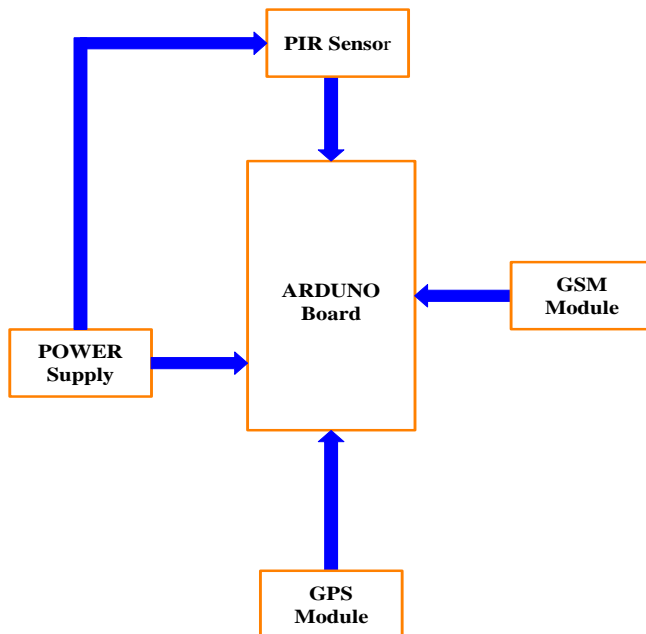 PIR Sensor
ARDUNO
Board
GSM
Module
POWER
Supply
GPS
Module